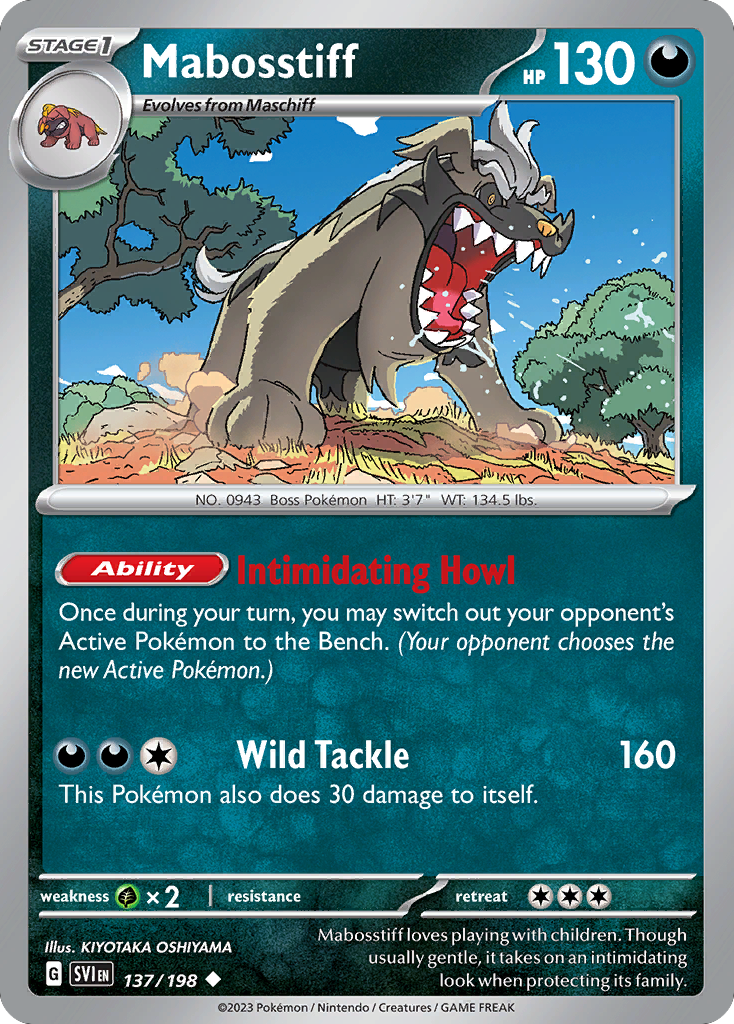 STAGE1
Mabosstiff
HP 130
Evolves from Maschiff
NO. 0943 Boss Pokémon HT: 3'7" WT: 134.5 lbs.
Ability Intimidating Howl
Once during your turn, you may switch out your opponent's
Active Pokémon to the Bench. (Your opponent chooses the
new Active Pokémon.)
Wild Tackle 160
This Pokémon also does 30 damage to itself.
weakness ×2 resistance retreat
Illus. KIYOTAKA OSHIYAMA
G SVI EN 137/198
Mabosstiff loves playing with children. Though
usually gentle, it takes on an intimidating
look when protecting its family.
©2023 Pokémon / Nintendo / Creatures / GAME FREAK